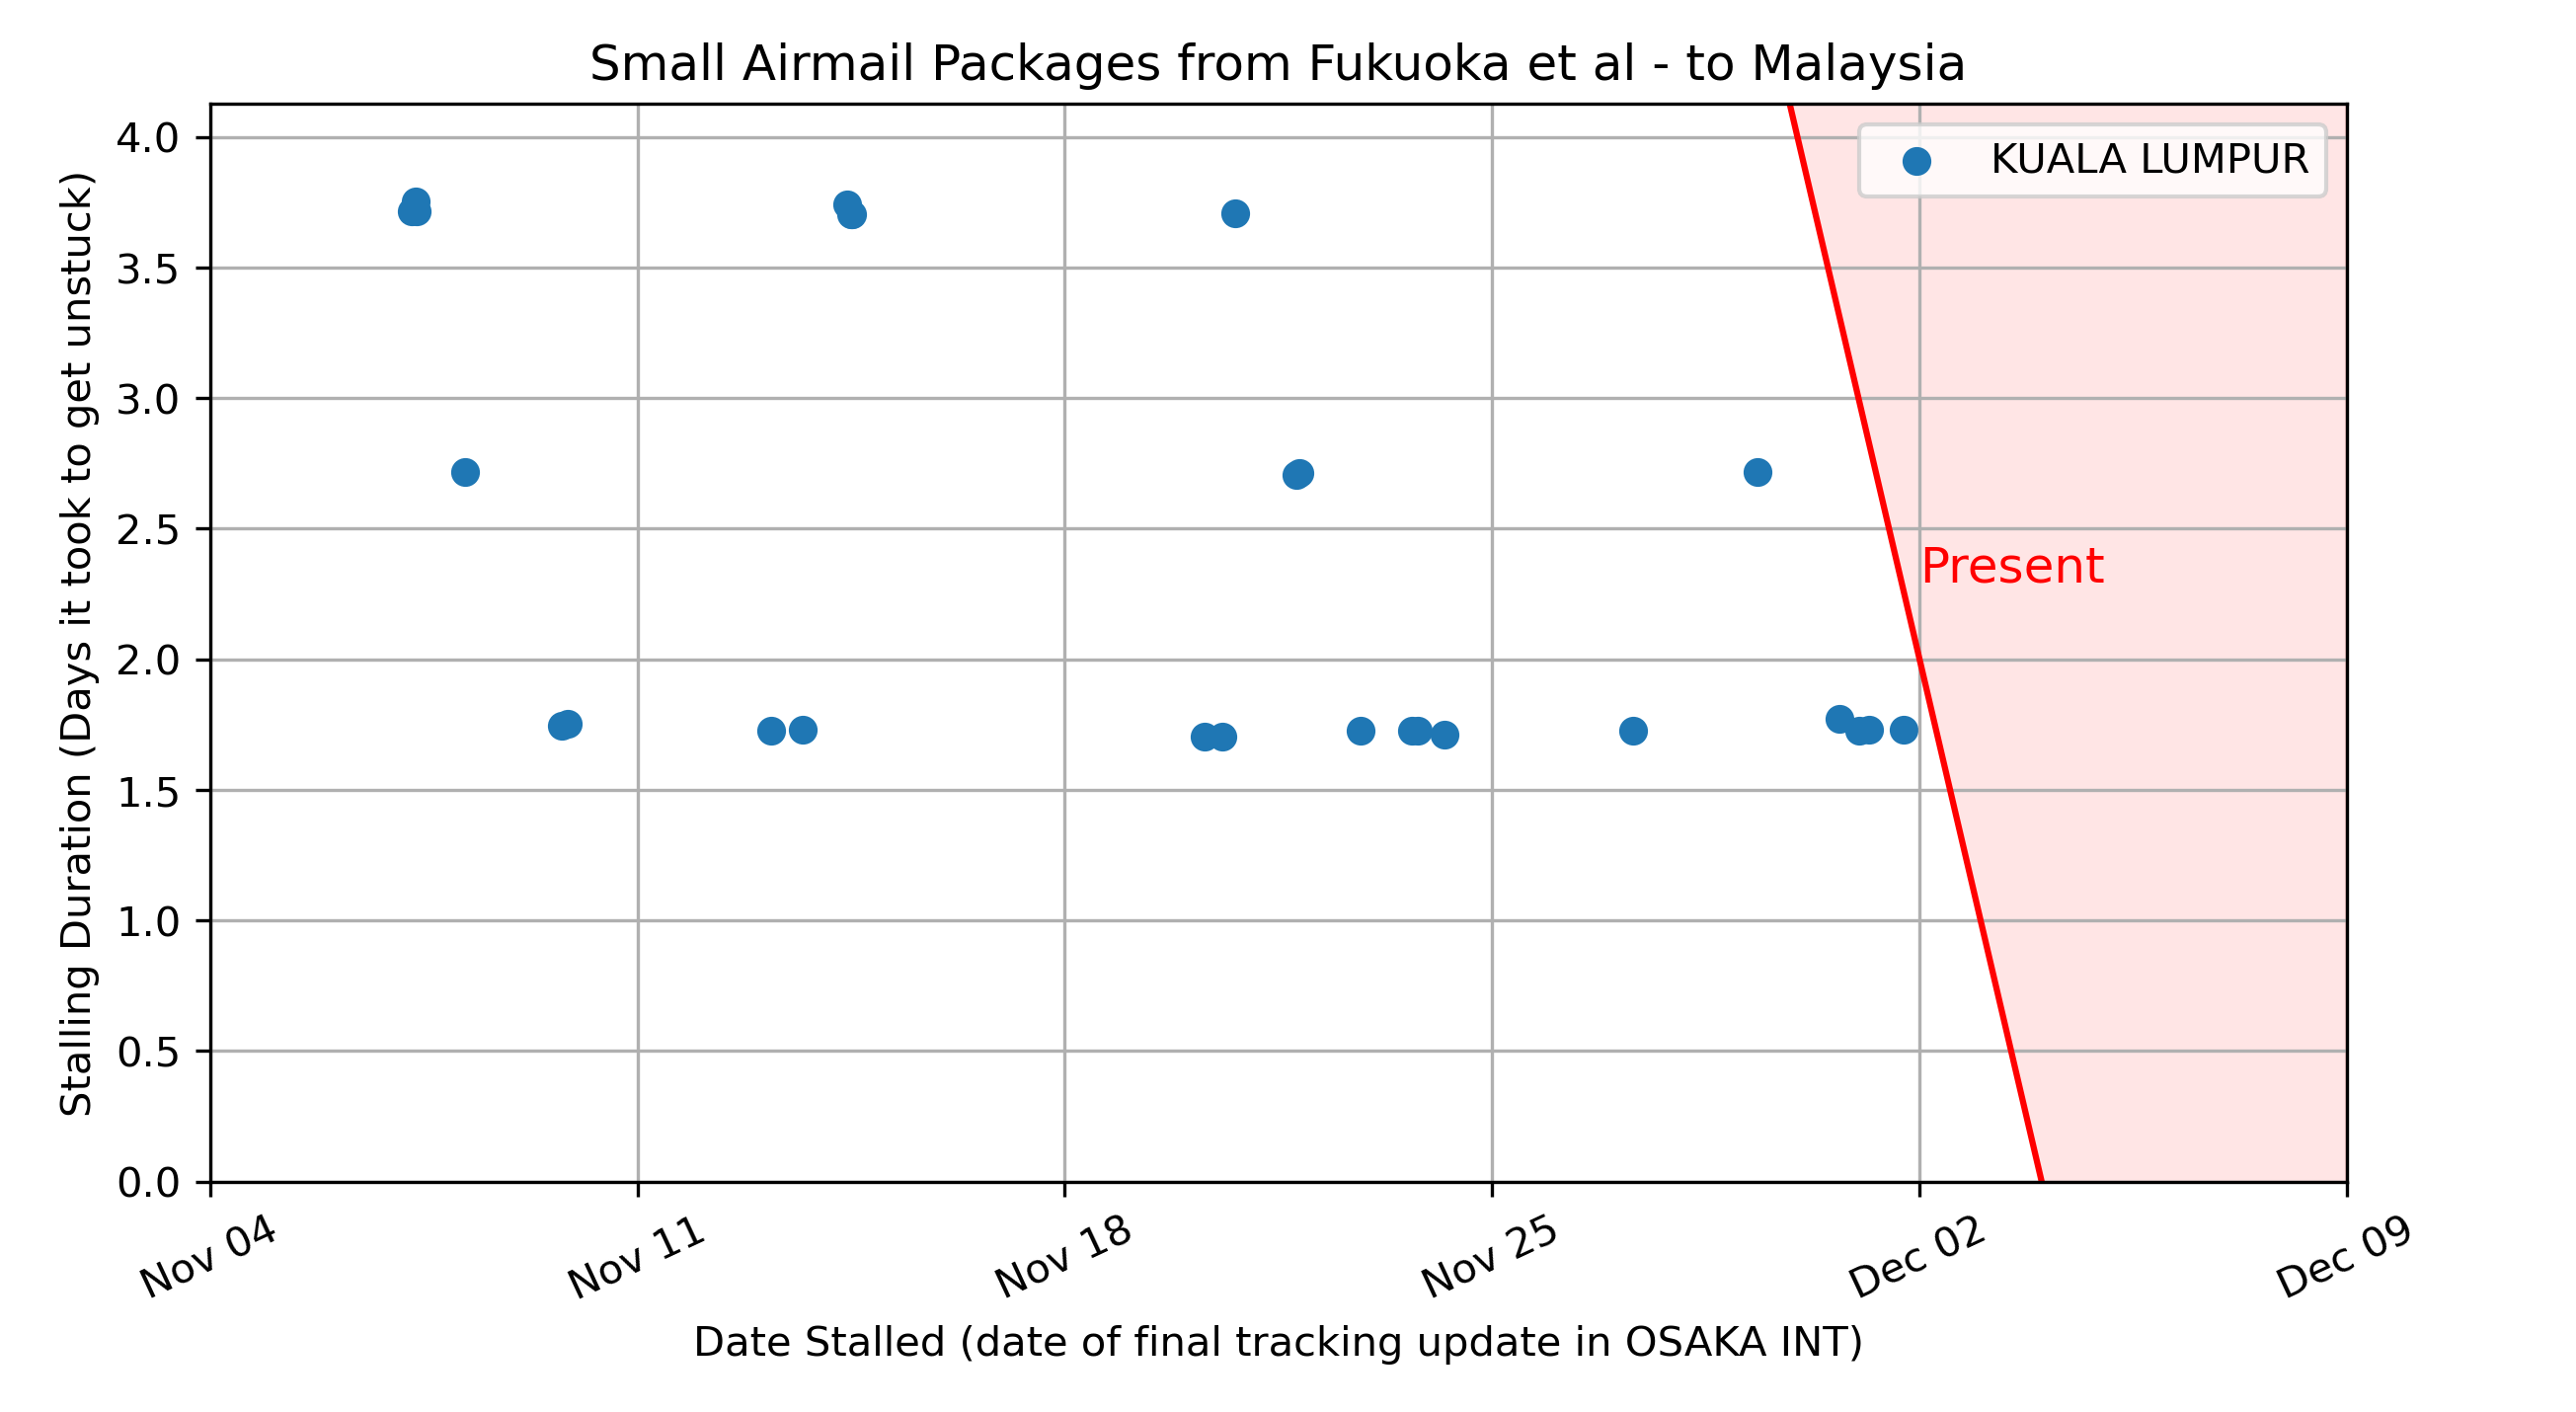 Small Airmail Packages from Fukuoka et al - to Malaysia
KUALA LUMPUR
Present
Stalling Duration (Days it took to get unstuck)
4.0
3.5
3.0
2.5
2.0
1.5
1.0
0.5
0.0
Nov 04
Nov 11
Nov 18
Nov 25
Dec 02
Dec 09
Date Stalled (date of final tracking update in OSAKA INT)